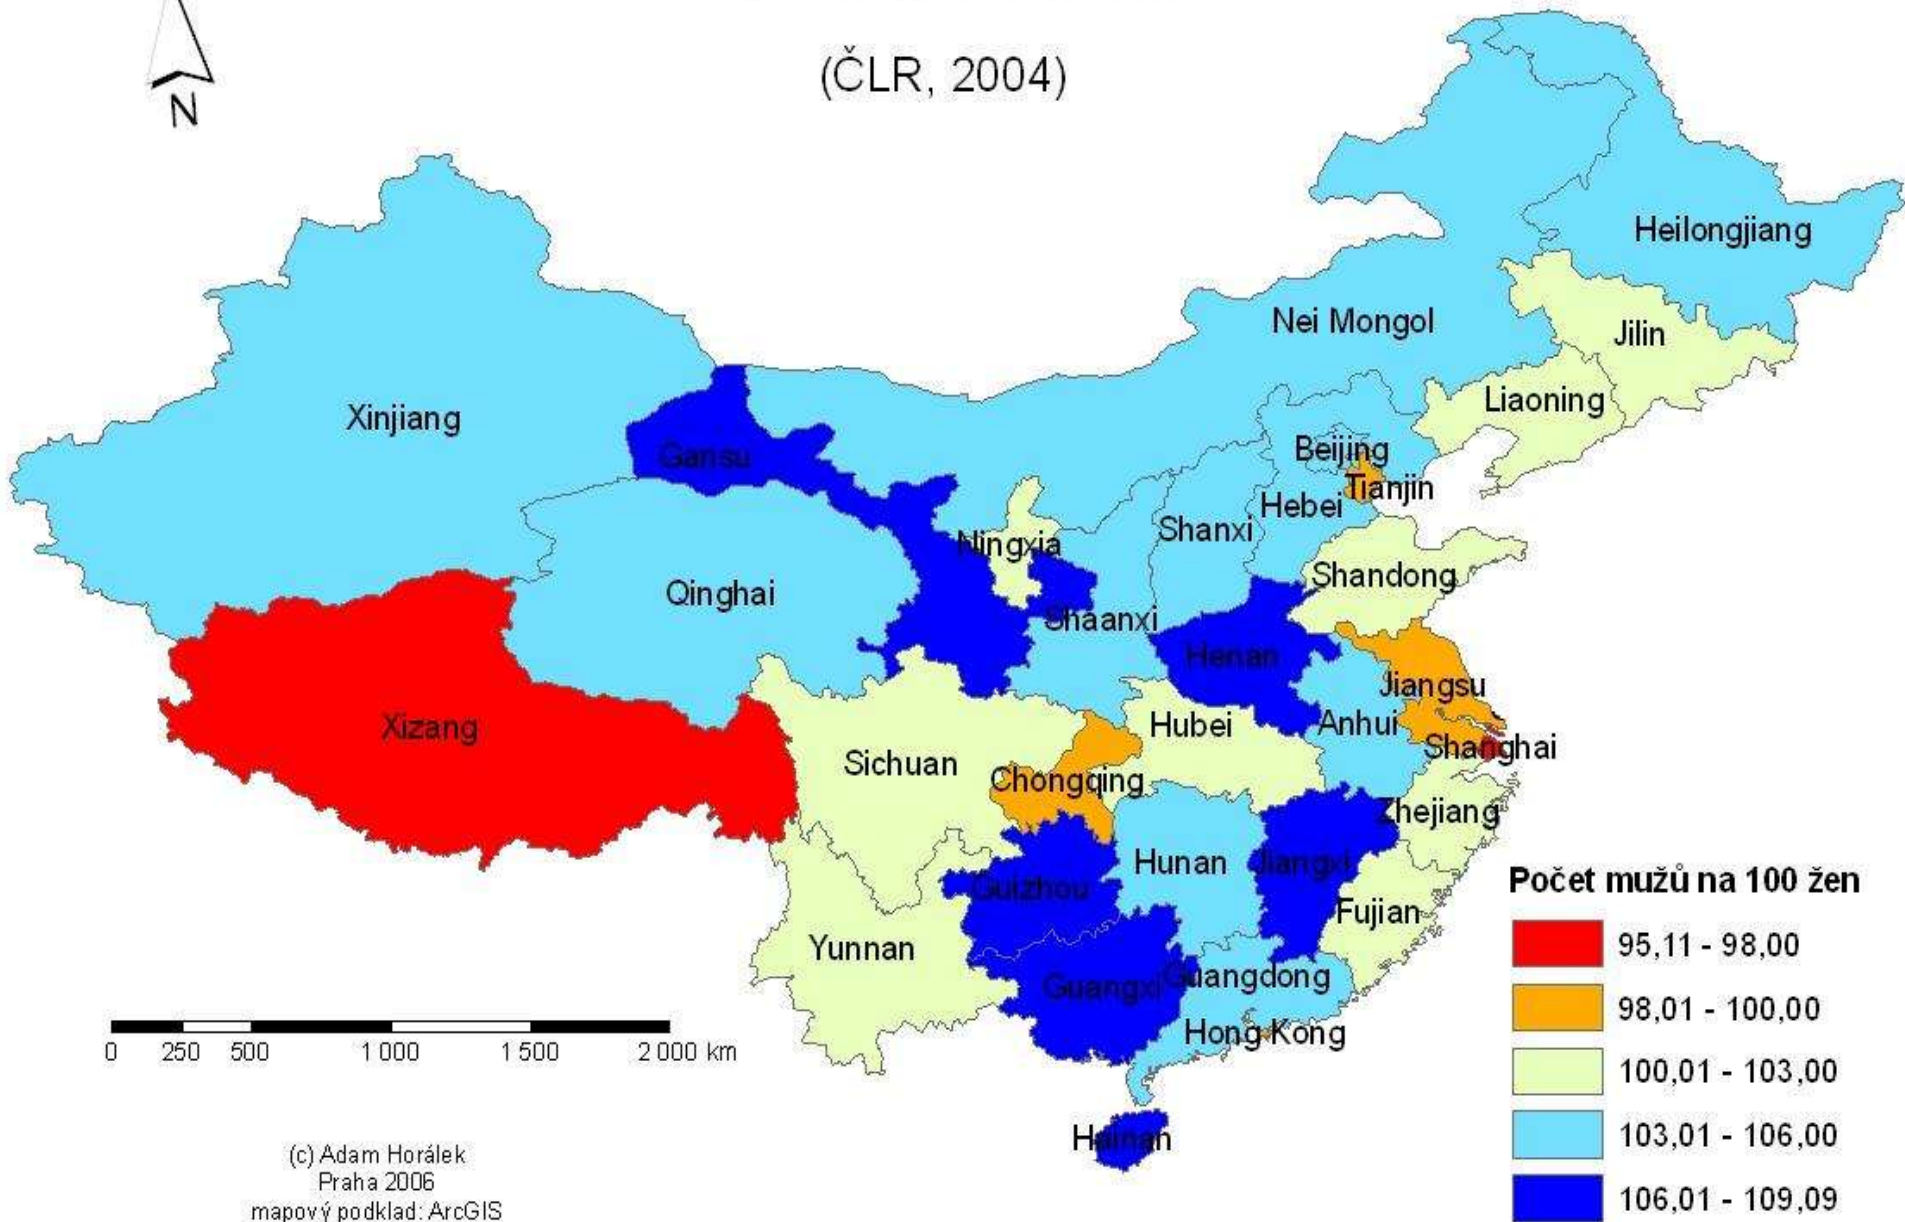 N
(ČLR, 2004)
Heilongjiang
Nei Mongol
Jilin
Liaoning
Xinjiang
Gansu
Beijing
Tianjin
Hebei
Shanxi
Ningxia
Shandong
Qinghai
Shaanxi
Henan
Jiangsu
Xizang
Hubei
Anhui
Shanghai
Sichuan
Chongqing
Zhejiang
Hunan
Jiangxi
Guizhou
Fujian
Yunnan
Guangxi
Guangdong
Hong Kong
Hainan
Počet mužů na 100 žen
95,11 - 98,00
98,01 - 100,00
100,01 - 103,00
103,01 - 106,00
106,01 - 109,09
0 250 500 1 000 1 500 2 000 km
(c) Adam Horálek
Praha 2006
mapový podklad: ArcGIS